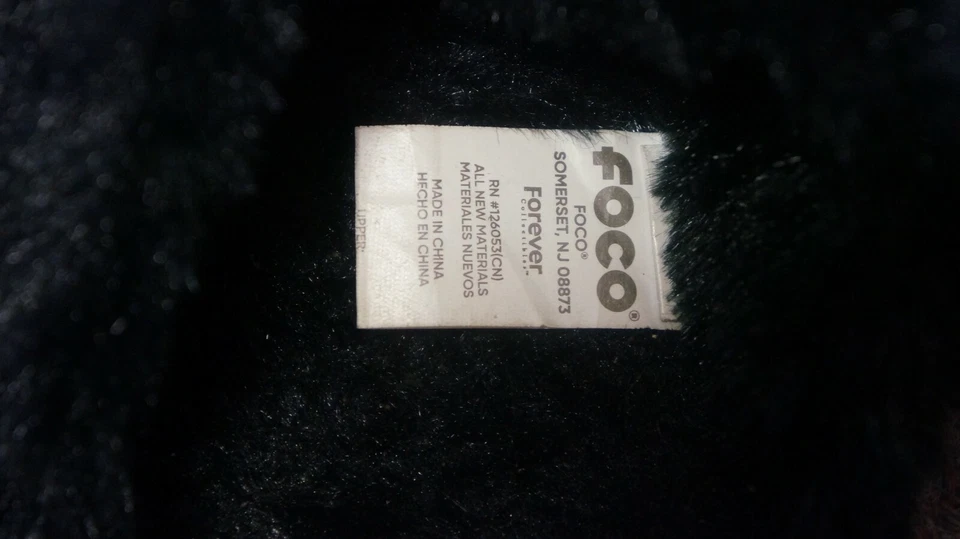 foco®
FOCO®
SOMERSET, NJ 08873
Forever
Collectibles™
RN #126053(CN)
ALL NEW MATERIALS
MATERIALES NUEVOS
MADE IN CHINA
HECHO EN CHINA
UPPER: